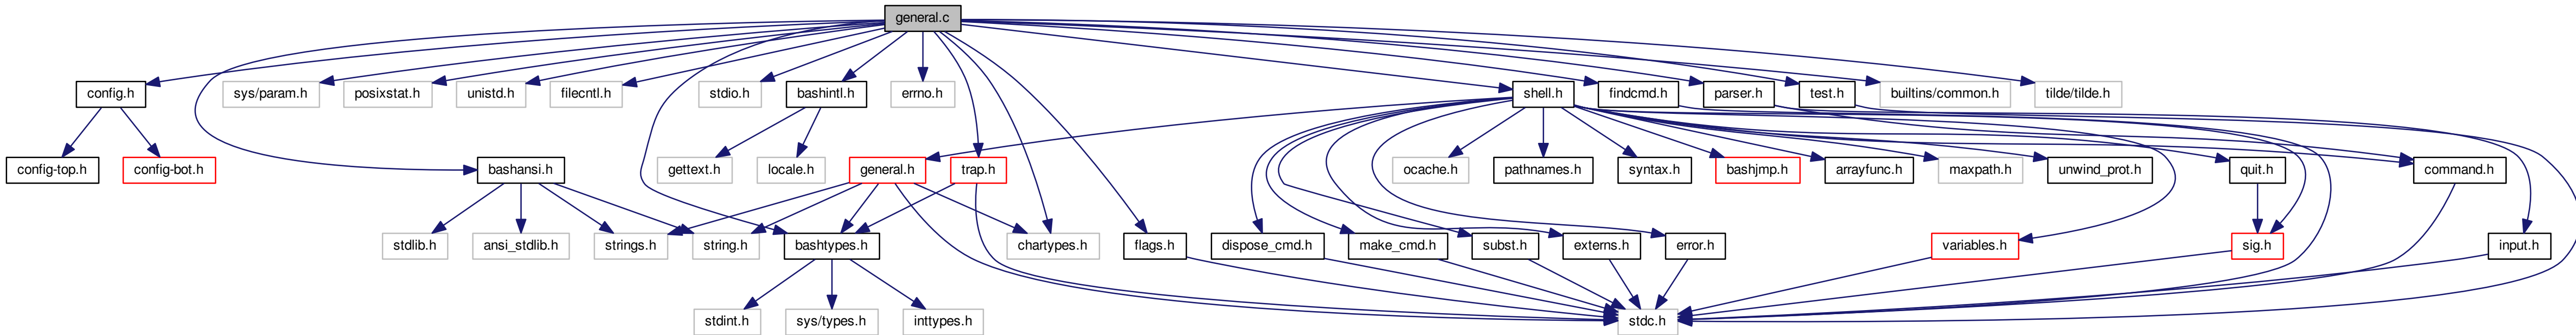 general.c
config.h
sys/param.h
posixstat.h
unistd.h
filecntl.h
stdio.h
bashintl.h
errno.h
shell.h
findcmd.h
parser.h
test.h
builtins/common.h
tilde/tilde.h
config-top.h
config-bot.h
bashansi.h
gettext.h
locale.h
general.h
trap.h
ocache.h
pathnames.h
syntax.h
bashjmp.h
arrayfunc.h
maxpath.h
unwind_prot.h
quit.h
command.h
stdlib.h
ansi_stdlib.h
strings.h
string.h
bashtypes.h
chartypes.h
flags.h
dispose_cmd.h
make_cmd.h
subst.h
externs.h
error.h
variables.h
sig.h
input.h
stdint.h
sys/types.h
inttypes.h
stdc.h